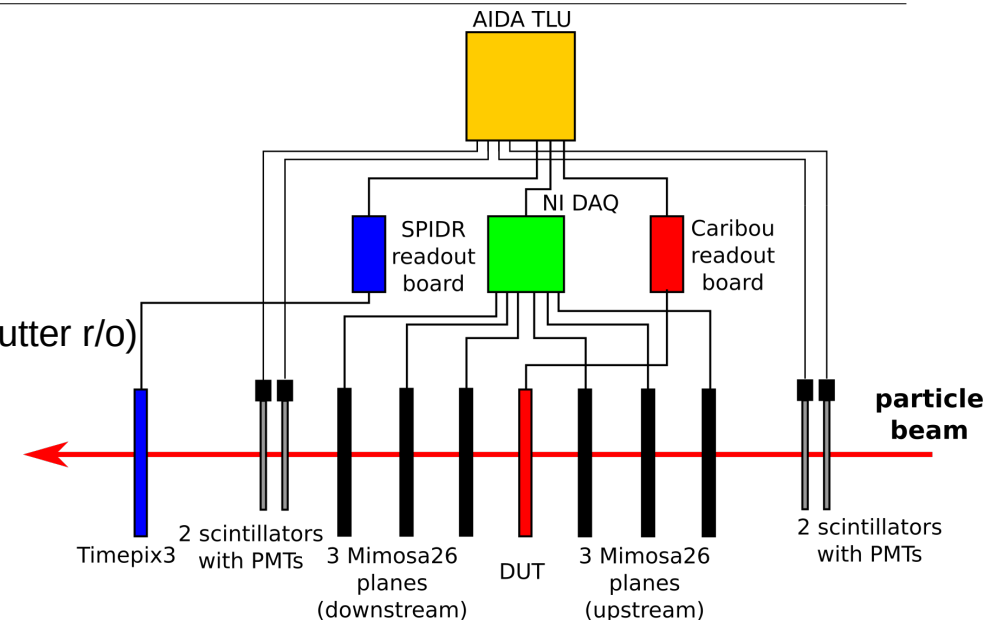 AIDA TLU
NI DAQ
SPIDR
readout
board
Caribou
readout
board
utter r/o)
particle
beam
Timepix3
2 scintillators
with PMTs
3 Mimosa26
planes
(downstream)
DUT
3 Mimosa26
planes
(upstream)
2 scintillators
with PMTs